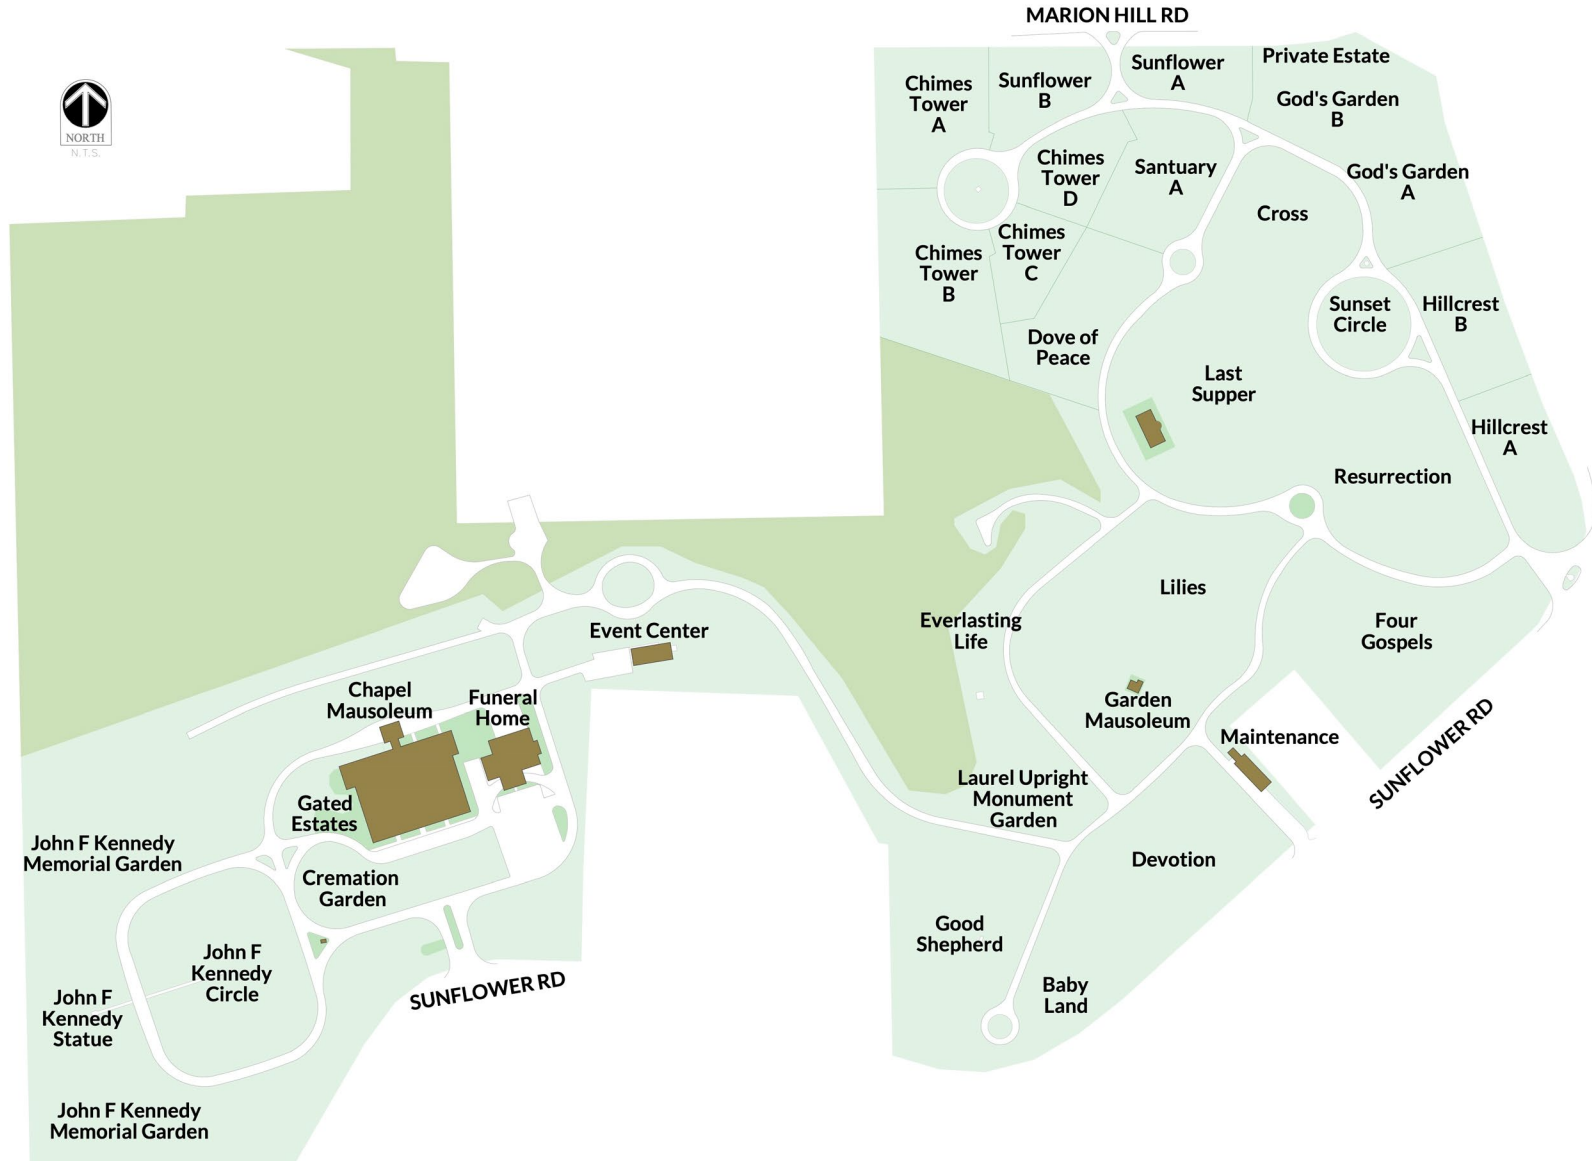 MARION HILL RD
NORTH
N.T.S.
Chimes
Tower
A
Sunflower
B
Sunflower
A
Private Estate
God's Garden
B
Chimes
Tower
D
Santuary
A
God's Garden
A
Cross
Chimes
Tower
B
Chimes
Tower
C
Sunset
Circle
Hillcrest
B
Dove of
Peace
Last
Supper
Hillcrest
A
Resurrection
Lilies
Everlasting
Life
Four
Gospels
Event Center
Chapel
Mausoleum
Funeral
Home
Garden
Mausoleum
Maintenance
SUNFLOWER RD
Gated
Estates
Laurel Upright
Monument
Garden
John F Kennedy
Memorial Garden
Cremation
Garden
Devotion
Good
Shepherd
John F
Kennedy
Circle
Baby
Land
John F
Kennedy
Statue
SUNFLOWER RD
John F Kennedy
Memorial Garden